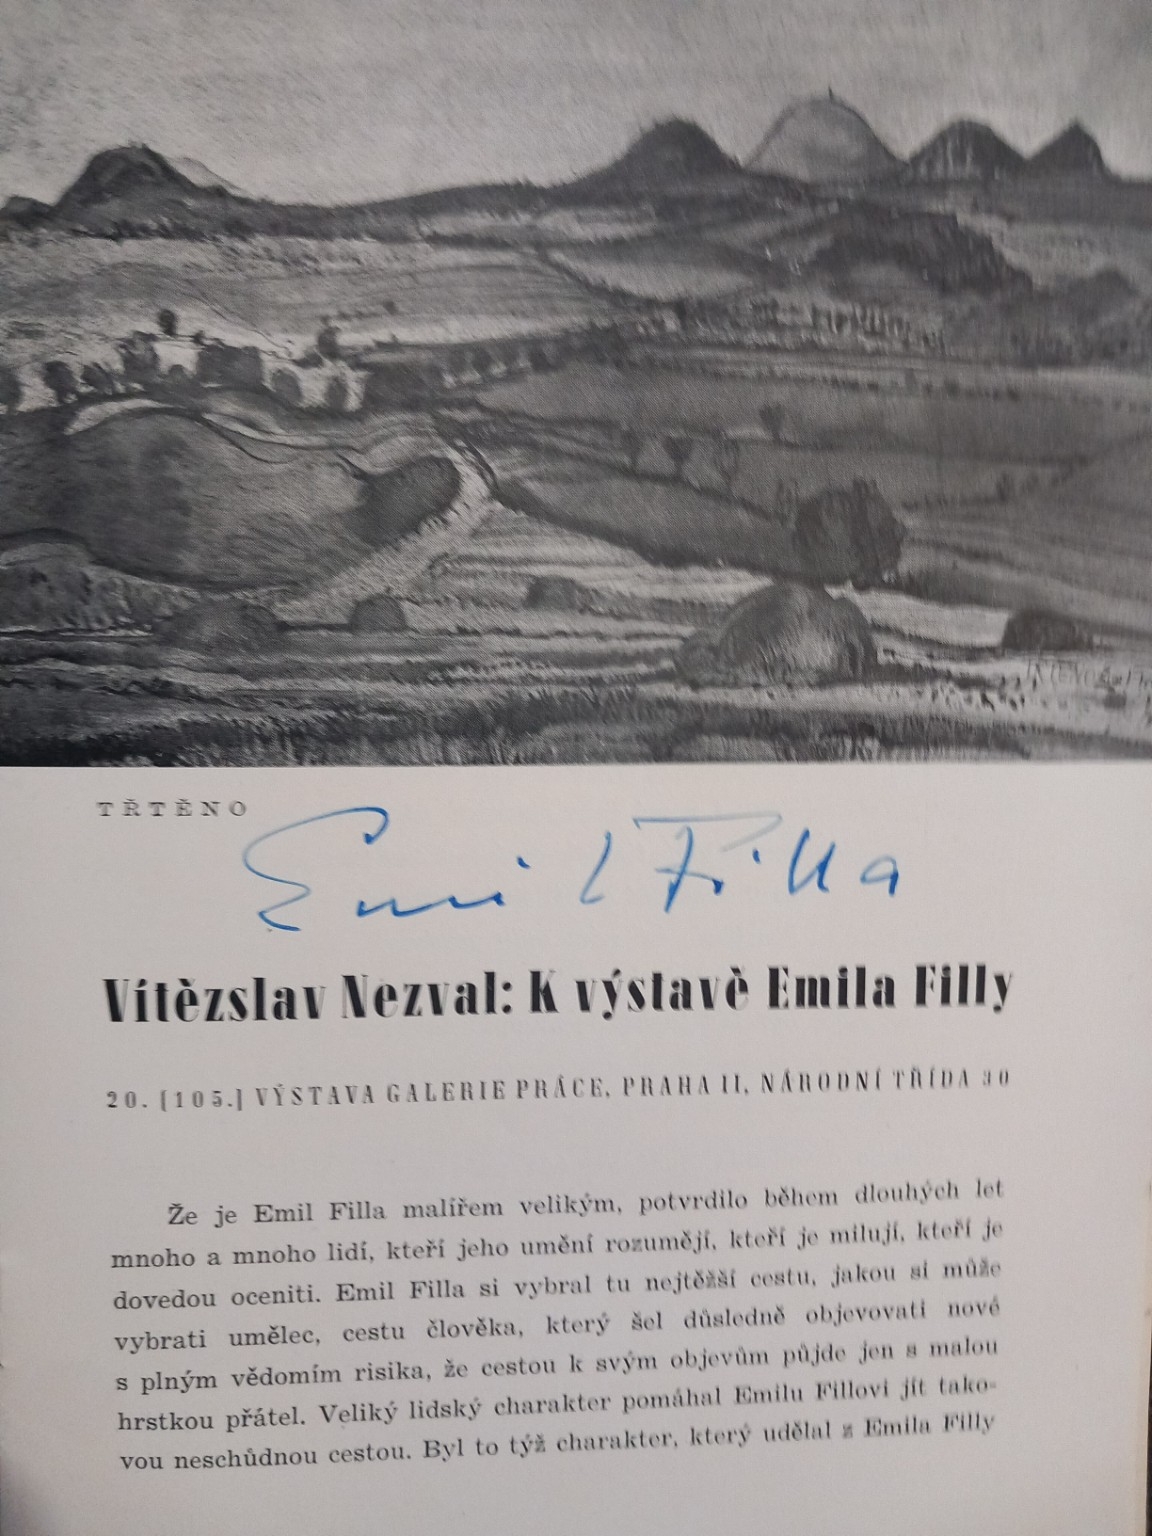 TŘTĚNO
Emil Filla
Vítězslav Nezval: K výstavě Emila Filly
20. [105.] VÝSTAVA GALERIE PRÁCE, PRAHA II, NÁRODNÍ TŘÍDA 30
Že je Emil Filla malířem velikým, potvrdilo během dlouhých let
mnoho a mnoho lidí, kteří jeho umění rozumějí, kteří je milují, kteří je
dovedou oceniti. Emil Filla si vybral tu nejtěžší cestu, jakou si může
vybrati umělec, cestu člověka, který šel důsledně objevovati nové
s plným vědomím risika, že cestou k svým objevům půjde jen s malou
hrstkou přátel. Veliký lidský charakter pomáhal Emilu Fillovi jít tako-
vou neschůdnou cestou. Byl to týž charakter, který udělal z Emila Filly